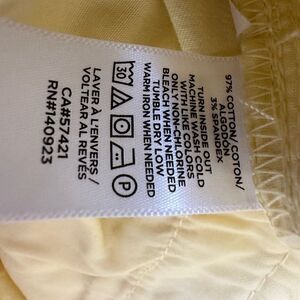 97% COTTON/COTON/
ALGODÓN
3% SPANDEX
TURN INSIDE OUT
MACHINE WASH COLD
WITH LIKE COLORS
ONLY NON-CHLORINE
BLEACH WHEN NEEDED
TUMBLE DRY LOW
WARM IRON WHEN NEEDED
30 P
LAVER À L'ENVERS /
VOLTEAR AL REVÉS
CA#57421
RN#140923